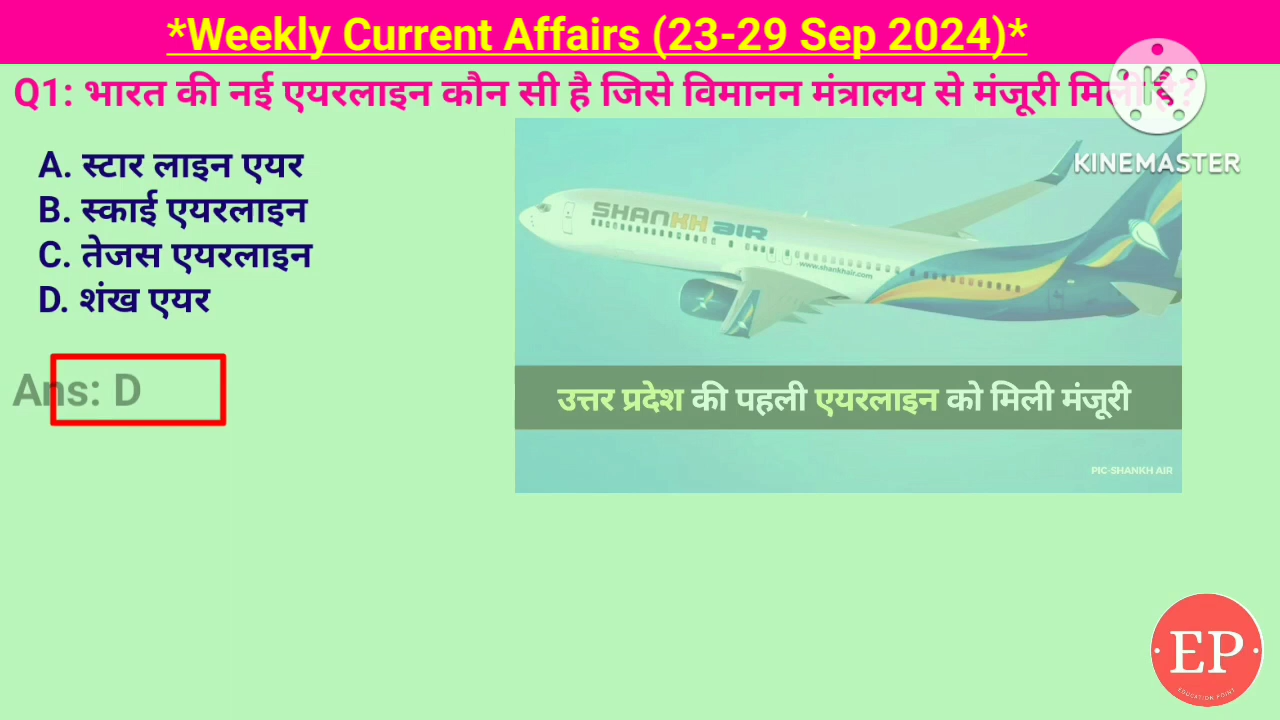 *Weekly Current Affairs (23-29 Sep 2024)*
Q1: भारत की नई एयरलाइन कौन सी है जिसे विमानन मंत्रालय से मंजूरी मिली है?
KINEMASTER
A. स्टार लाइन एयर
B. स्काई एयरलाइन
C. तेजस एयरलाइन
D. शंख एयर
Ans: D
SHANKH AIR
www.shankhair.com
उत्तर प्रदेश की पहली एयरलाइन को मिली मंजूरी
PIC-SHANKH AIR
EP
EDUCATION POINT